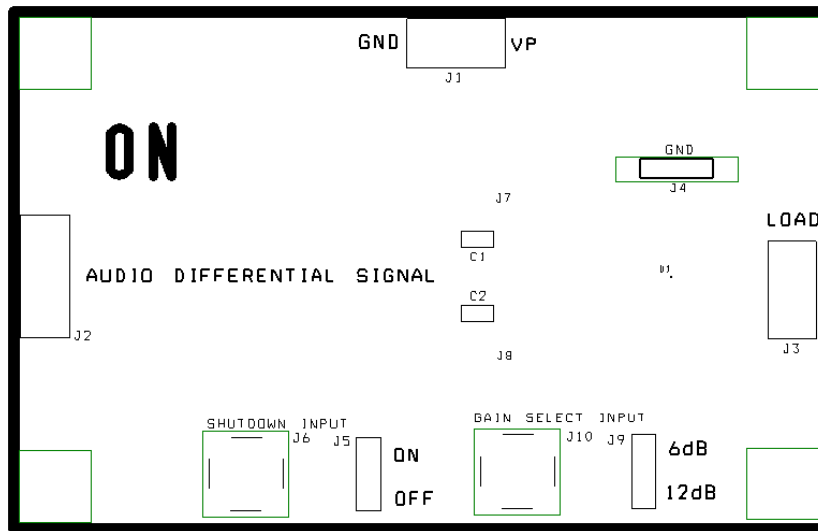 GND VP
J1
ON
GND
J4
J7
LOAD
C1
AUDIO DIFFERENTIAL SIGNAL
C2
J2
J3
J8
SHUTDOWN INPUT
GAIN SELECT INPUT
J6 J5
J10 J9
ON
OFF
6dB
12dB